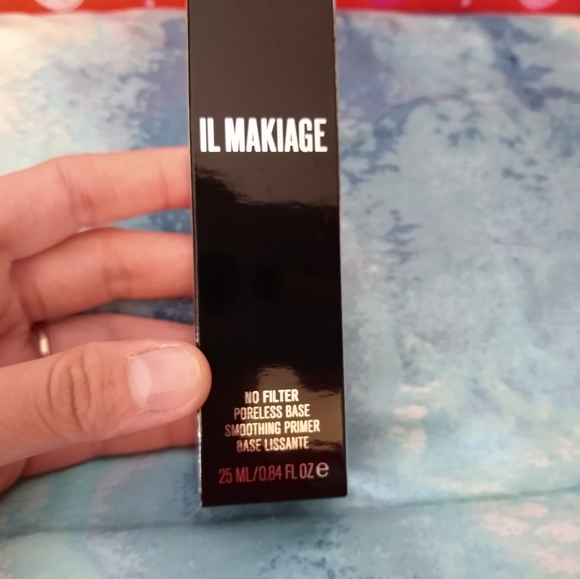 IL MAKIAGE
NO FILTER
PORELESS BASE
SMOOTHING PRIMER
BASE LISSANTE
25 ML/0.84 FL OZ e